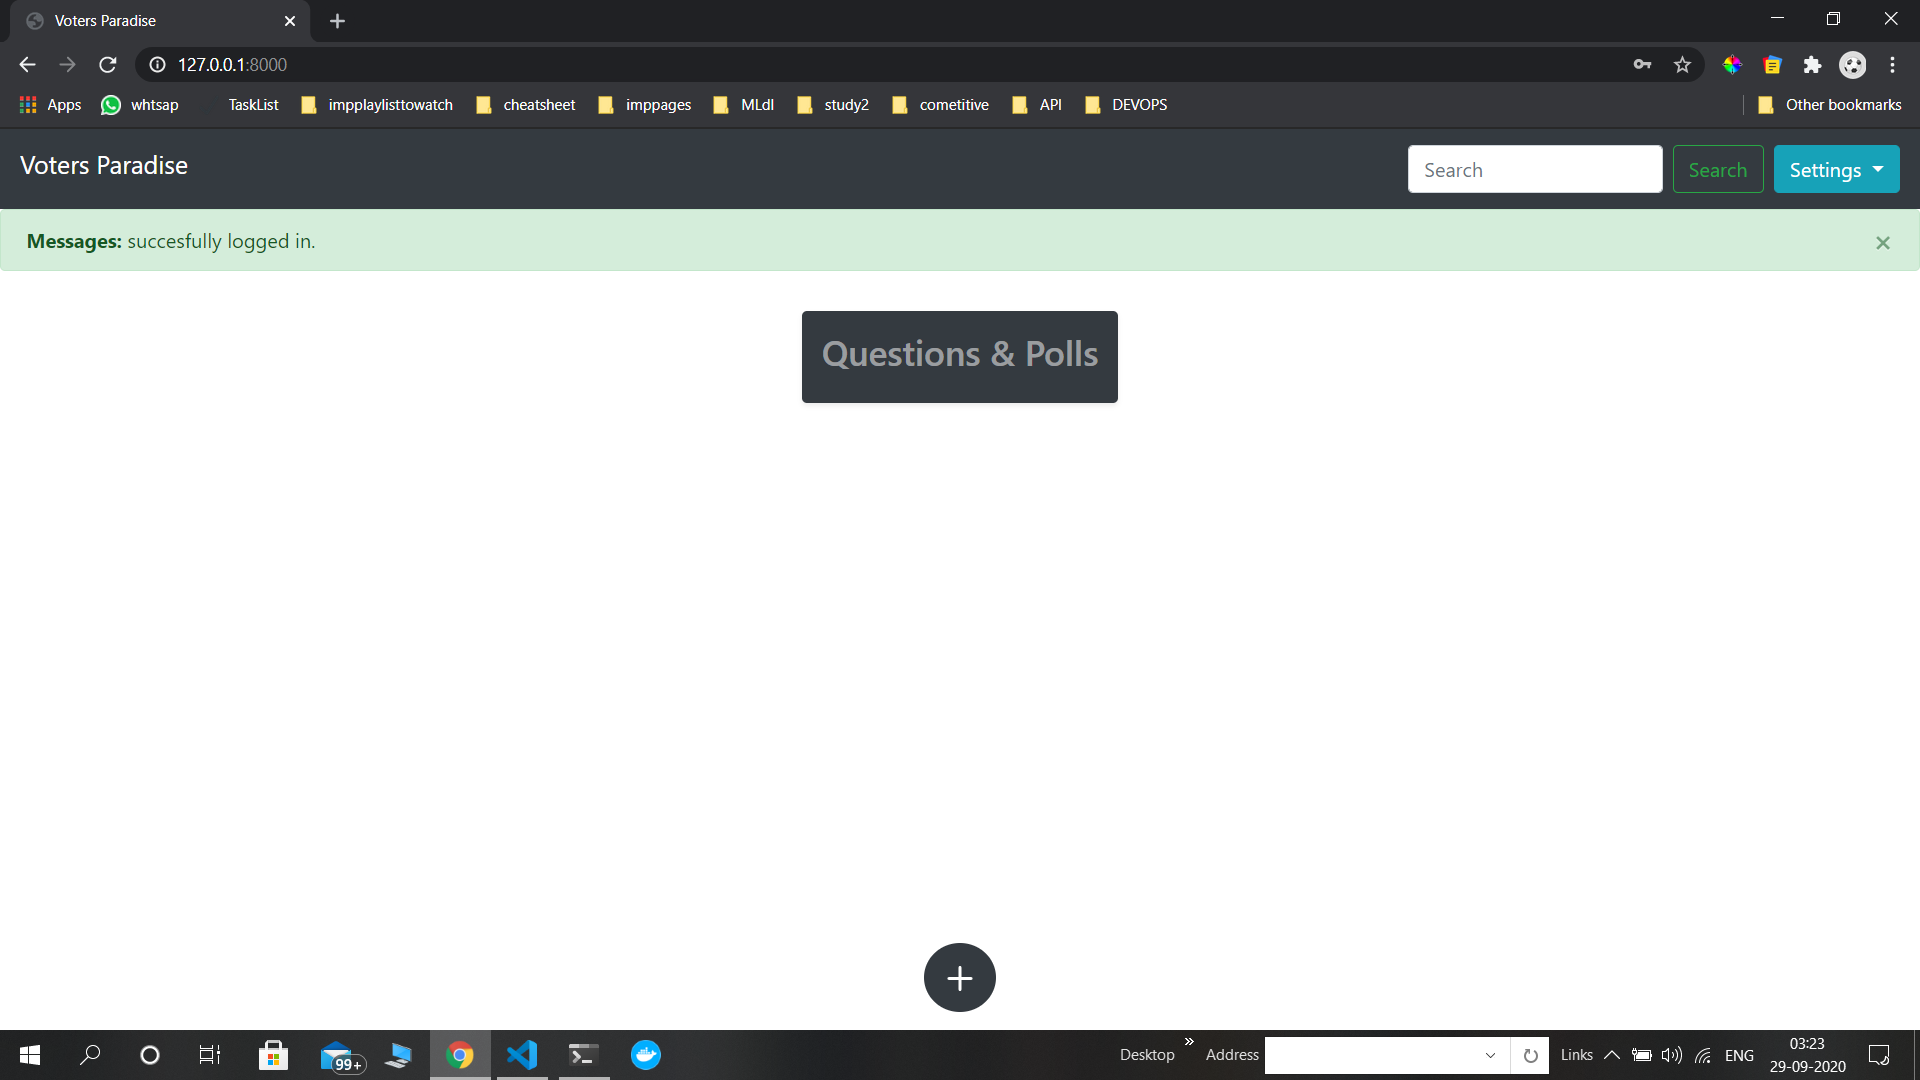 Voters Paradise
127.0.0.1:8000
Apps whtsap TaskList impplaylisttowatch cheatsheet imppages MLdl study2 cometitive API DEVOPS Other bookmarks
Voters Paradise Search Search Settings
Messages: succesfully logged in. ×
Questions & Polls
+
99+ Desktop » Address Links ENG 03:23
29-09-2020